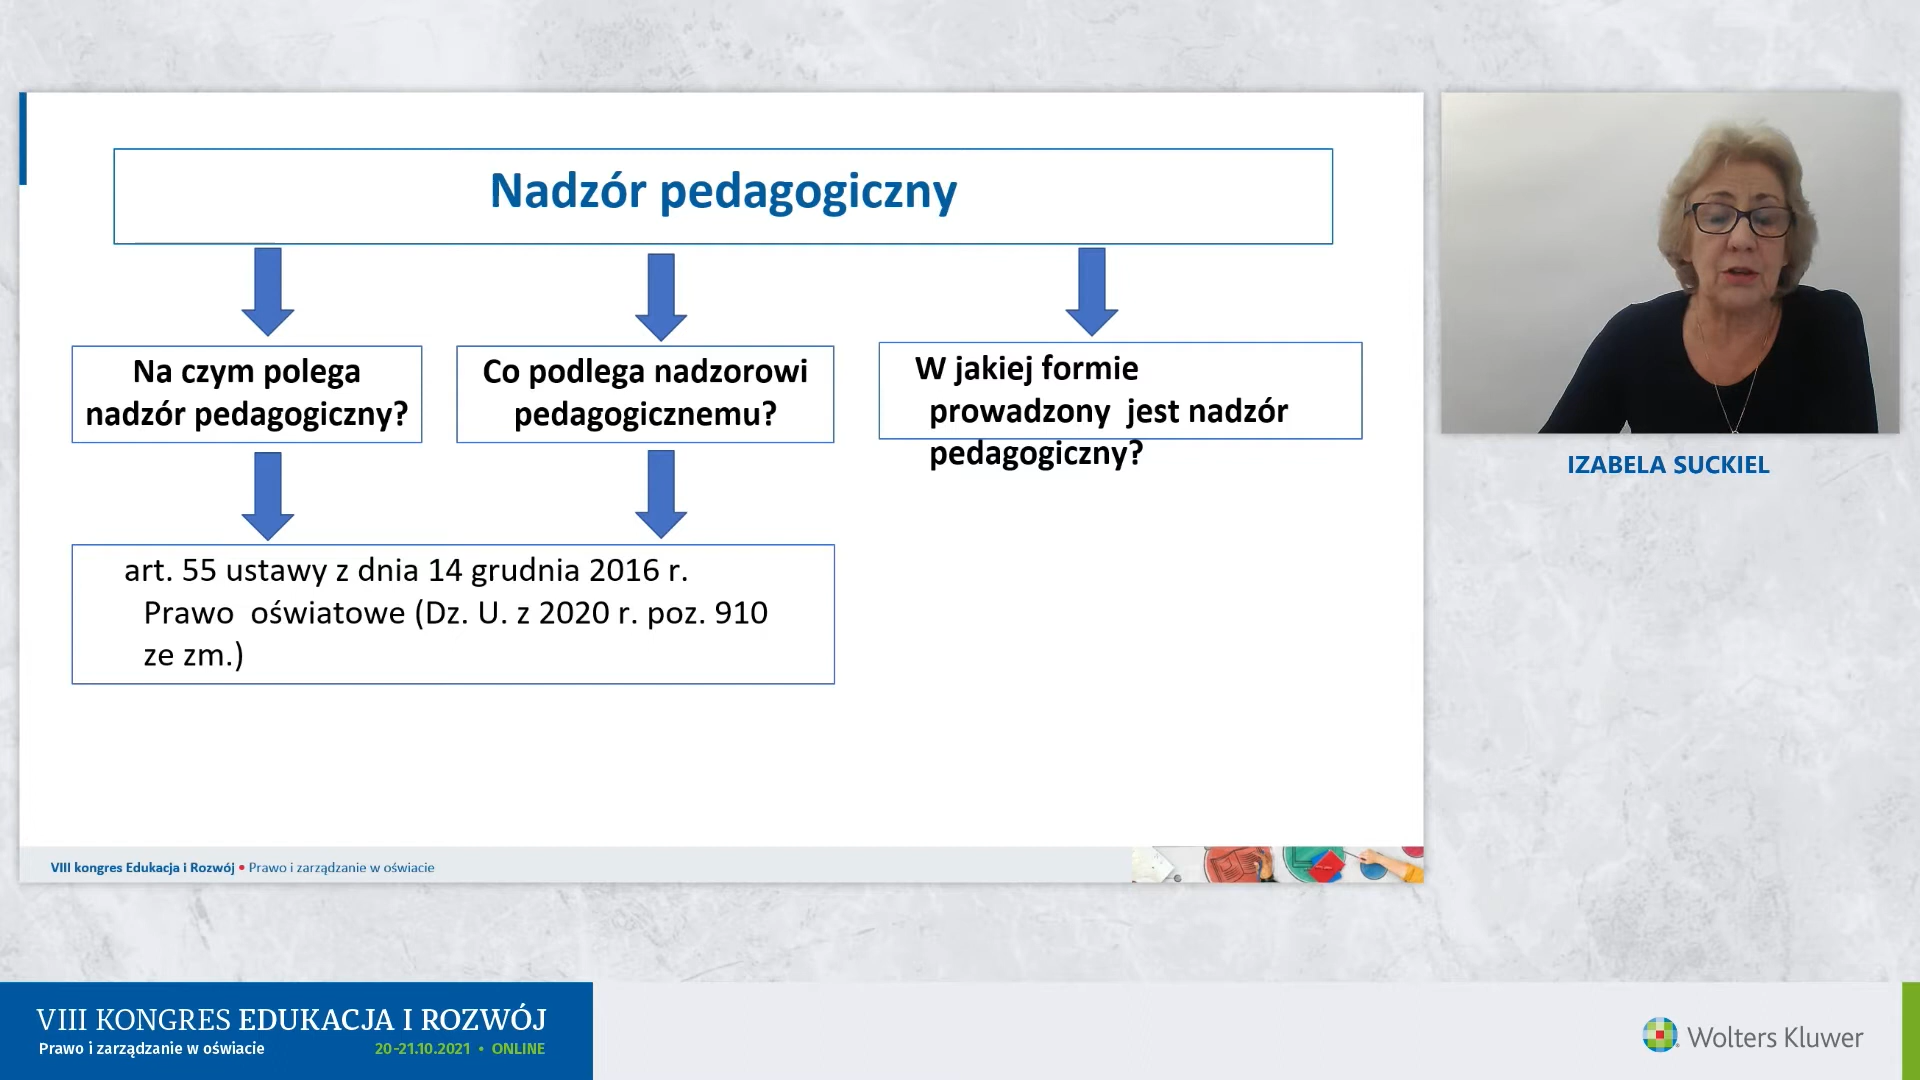 Nadzór pedagogiczny
Na czym polega
nadzór pedagogiczny?
Co podlega nadzorowi
pedagogicznemu?
W jakiej formie
prowadzony jest nadzór
pedagogiczny?
art. 55 ustawy z dnia 14 grudnia 2016 r.
Prawo oświatowe (Dz. U. z 2020 r. poz. 910
ze zm.)
IZABELA SUCKIEL
VIII kongres Edukacja i Rozwój • Prawo i zarządzanie w oświacie
VIII KONGRES EDUKACJA I ROZWÓJ
Prawo i zarządzanie w oświacie 20-21.10.2021 • ONLINE
Wolters Kluwer